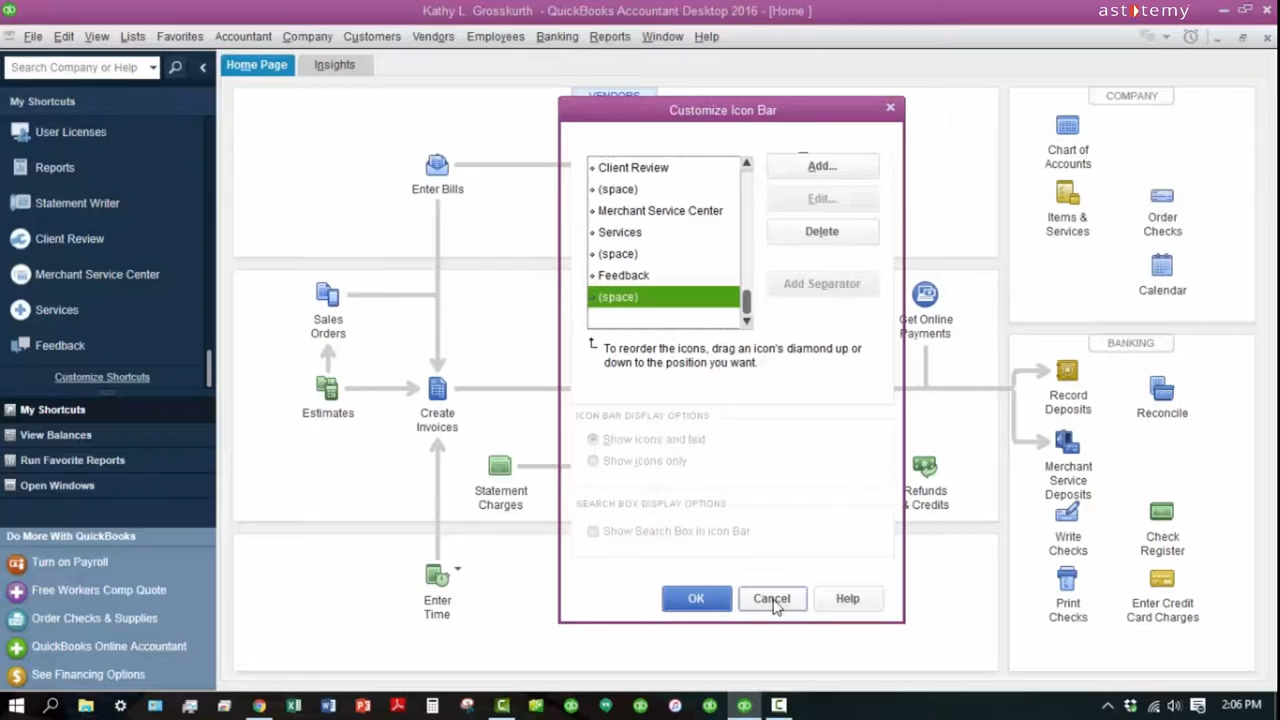 Kathy L. Grosskurth - QuickBooks Accountant Desktop 2016 - [Home ]
astötemy
File Edit View Lists Favorites Accountant Company Customers Vendors Employees Banking Reports Window Help
Search Company or Help
Home Page
Insights
My Shortcuts
User Licenses
Reports
Statement Writer
Client Review
Merchant Service Center
Services
Feedback
Customize Shortcuts
My Shortcuts
View Balances
Run Favorite Reports
Open Windows
Do More With QuickBooks
Turn on Payroll
Free Workers Comp Quote
Order Checks & Supplies
QuickBooks Online Accountant
See Financing Options
VENDORS
Enter Bills
Sales
Orders
Estimates
Create
Invoices
Statement
Charges
Enter
Time
Customize Icon Bar
Client Review
(space)
Merchant Service Center
Services
(space)
Feedback
(space)
Add...
Edit...
Delete
Add Separator
To reorder the icons, drag an icon's diamond up or
down to the position you want.
ICON BAR DISPLAY OPTIONS
Show icons and text
Show icons only
SEARCH BOX DISPLAY OPTIONS
Show Search Box in Icon Bar
OK
Cancel
Help
Get Online
Payments
Refunds
& Credits
COMPANY
Chart of
Accounts
Items &
Services
Order
Checks
Calendar
BANKING
Record
Deposits
Reconcile
Merchant
Service
Deposits
Write
Checks
Check
Register
Print
Checks
Enter Credit
Card Charges
2:06 PM